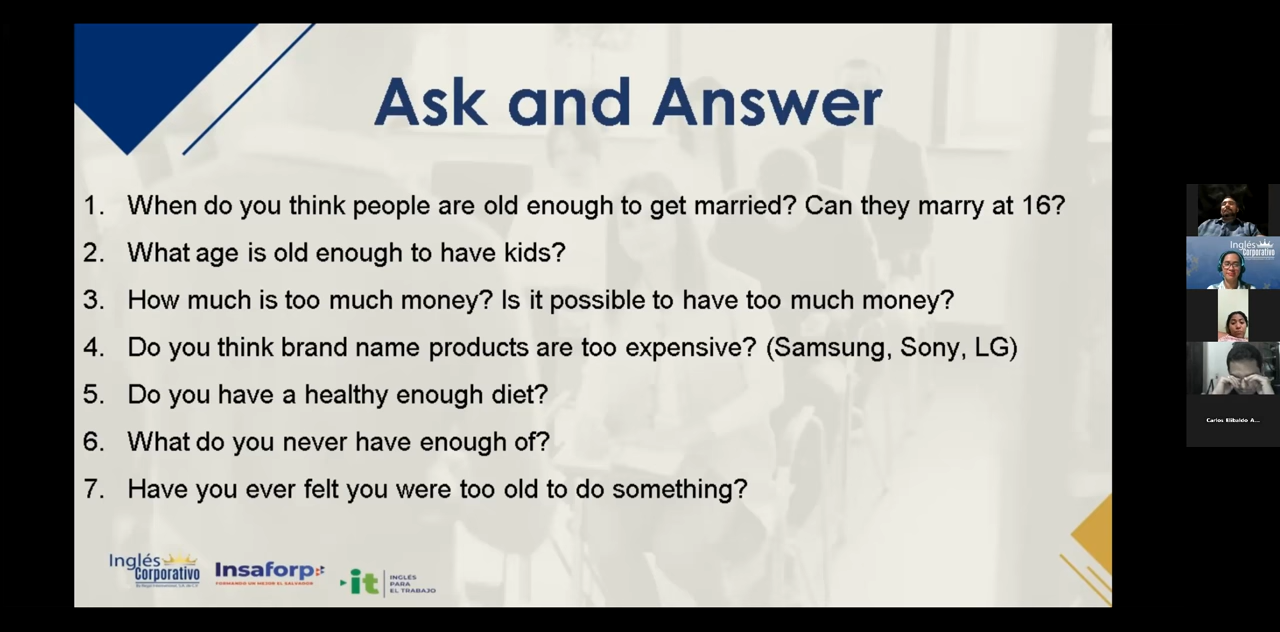 Ask and Answer
1. When do you think people are old enough to get married? Can they marry at 16?
2. What age is old enough to have kids?
3. How much is too much money? Is it possible to have too much money?
4. Do you think brand name products are too expensive? (Samsung, Sony, LG)
5. Do you have a healthy enough diet?
6. What do you never have enough of?
7. Have you ever felt you were too old to do something?
Inglés
Corporativo
Insaforp
FORMANDO UN MEJOR EL SALVADOR
it
INGLÉS
PARA
EL TRABAJO
Inglés
Corporativo
Carlos Elibaldo A...